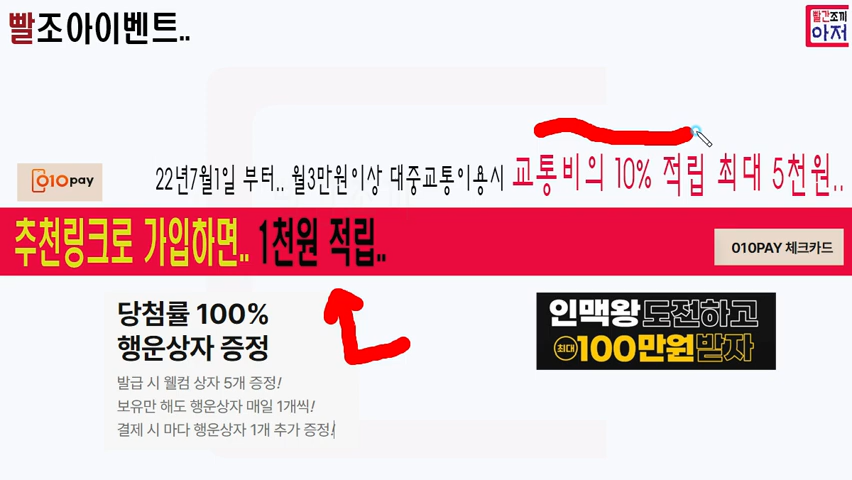 빨조아이벤트..
빨간조끼
아저
010pay
22년7월1일 부터.. 월3만원이상 대중교통이용시 교통비의 10% 적립 최대 5천원..
추천링크로 가입하면.. 1천원 적립..
010PAY 체크카드
당첨률 100%
행운상자 증정
발급 시 웰컴 상자 5개 증정!
보유만 해도 행운상자 매일 1개씩!
결제 시 마다 행운상자 1개 추가 증정!
인맥왕 도전하고
최대 100만원 받자